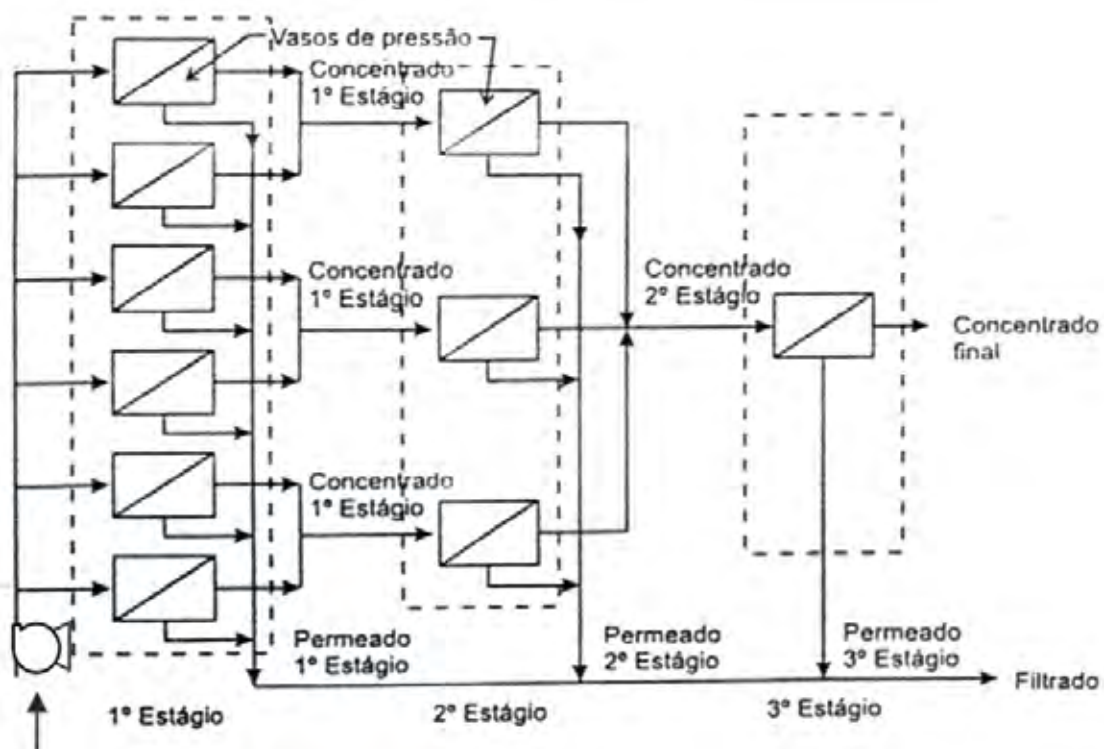 Vasos de pressão
Concentrado
1º Estágio
Concentrado
1º Estágio
Concentrado
2º Estágio
Concentrado
final
Concentrado
1º Estágio
Permeado
1º Estágio
Permeado
2º Estágio
Permeado
3º Estágio
Filtrado
1º Estágio
2º Estágio
3º Estágio